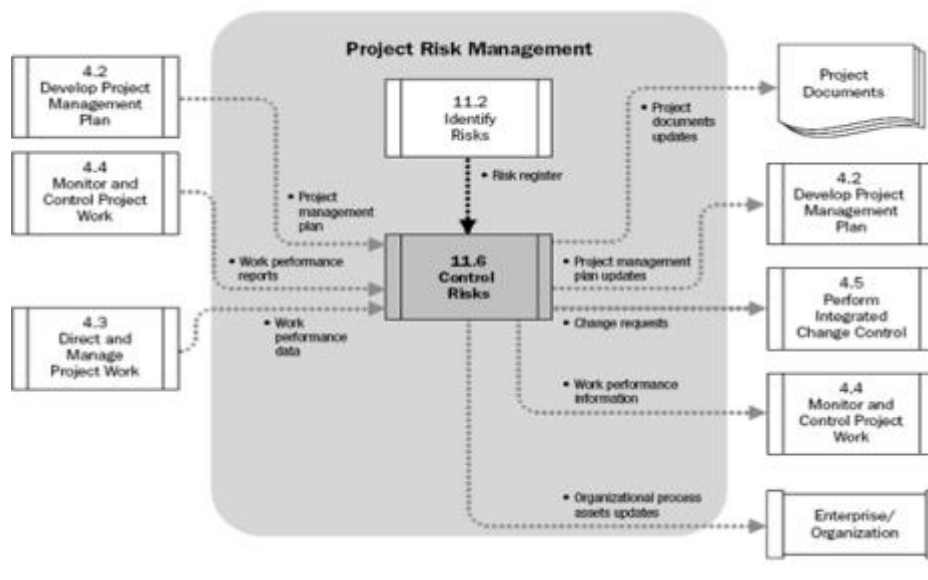 Project Risk Management
4.2
Develop Project
Management
Plan
4.4
Monitor and
Control Project
Work
4.3
Direct and
Manage
Project Work
11.2
Identify
Risks
• Risk register
• Project
management
plan
• Work performance
reports
• Work
performance
data
11.6
Control
Risks
• Project
documents
updates
• Project management
plan updates
• Change requests
• Work performance
information
• Organizational process
assets updates
Project
Documents
4.2
Develop Project
Management
Plan
4.5
Perform
Integrated
Change Control
4.4
Monitor and
Control Project
Work
Enterprise/
Organization